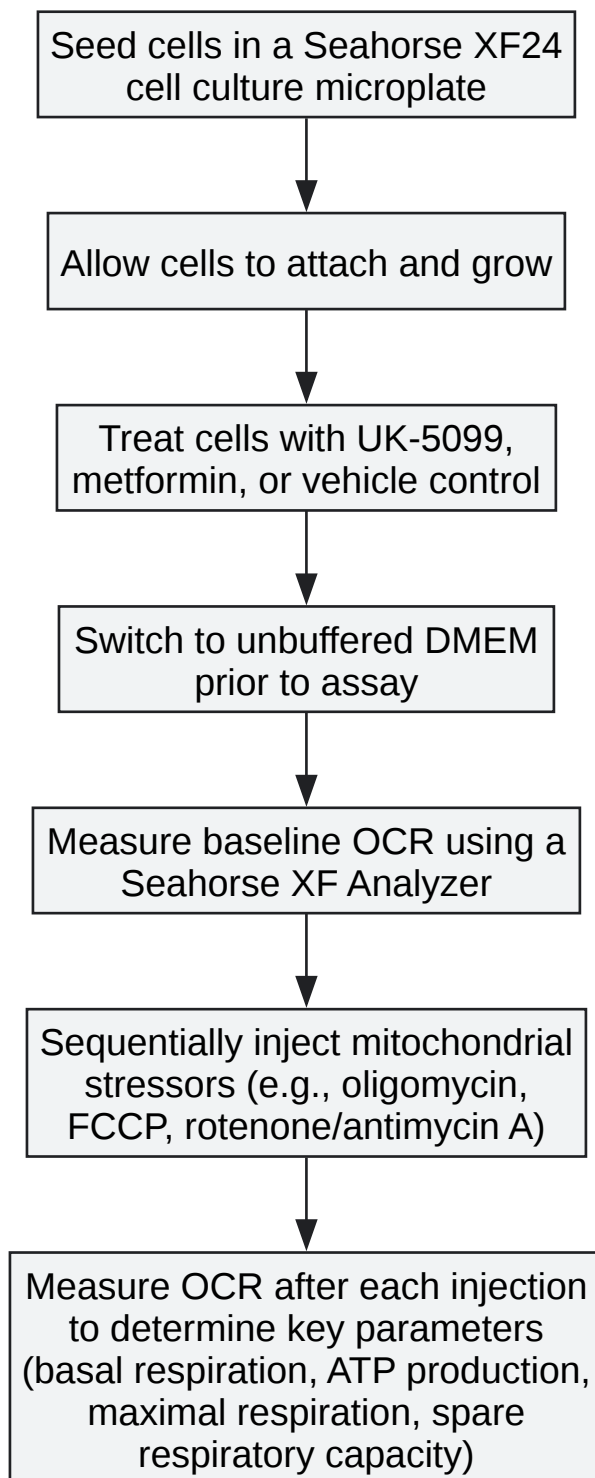 Seed cells in a Seahorse XF24
cell culture microplate
Allow cells to attach and grow
Treat cells with UK-5099,
metformin, or vehicle control
Switch to unbuffered DMEM
prior to assay
Measure baseline OCR using a
Seahorse XF Analyzer
Sequentially inject mitochondrial
stressors (e.g., oligomycin,
FCCP, rotenone/antimycin A)
Measure OCR after each injection
to determine key parameters
(basal respiration, ATP production,
maximal respiration, spare
respiratory capacity)